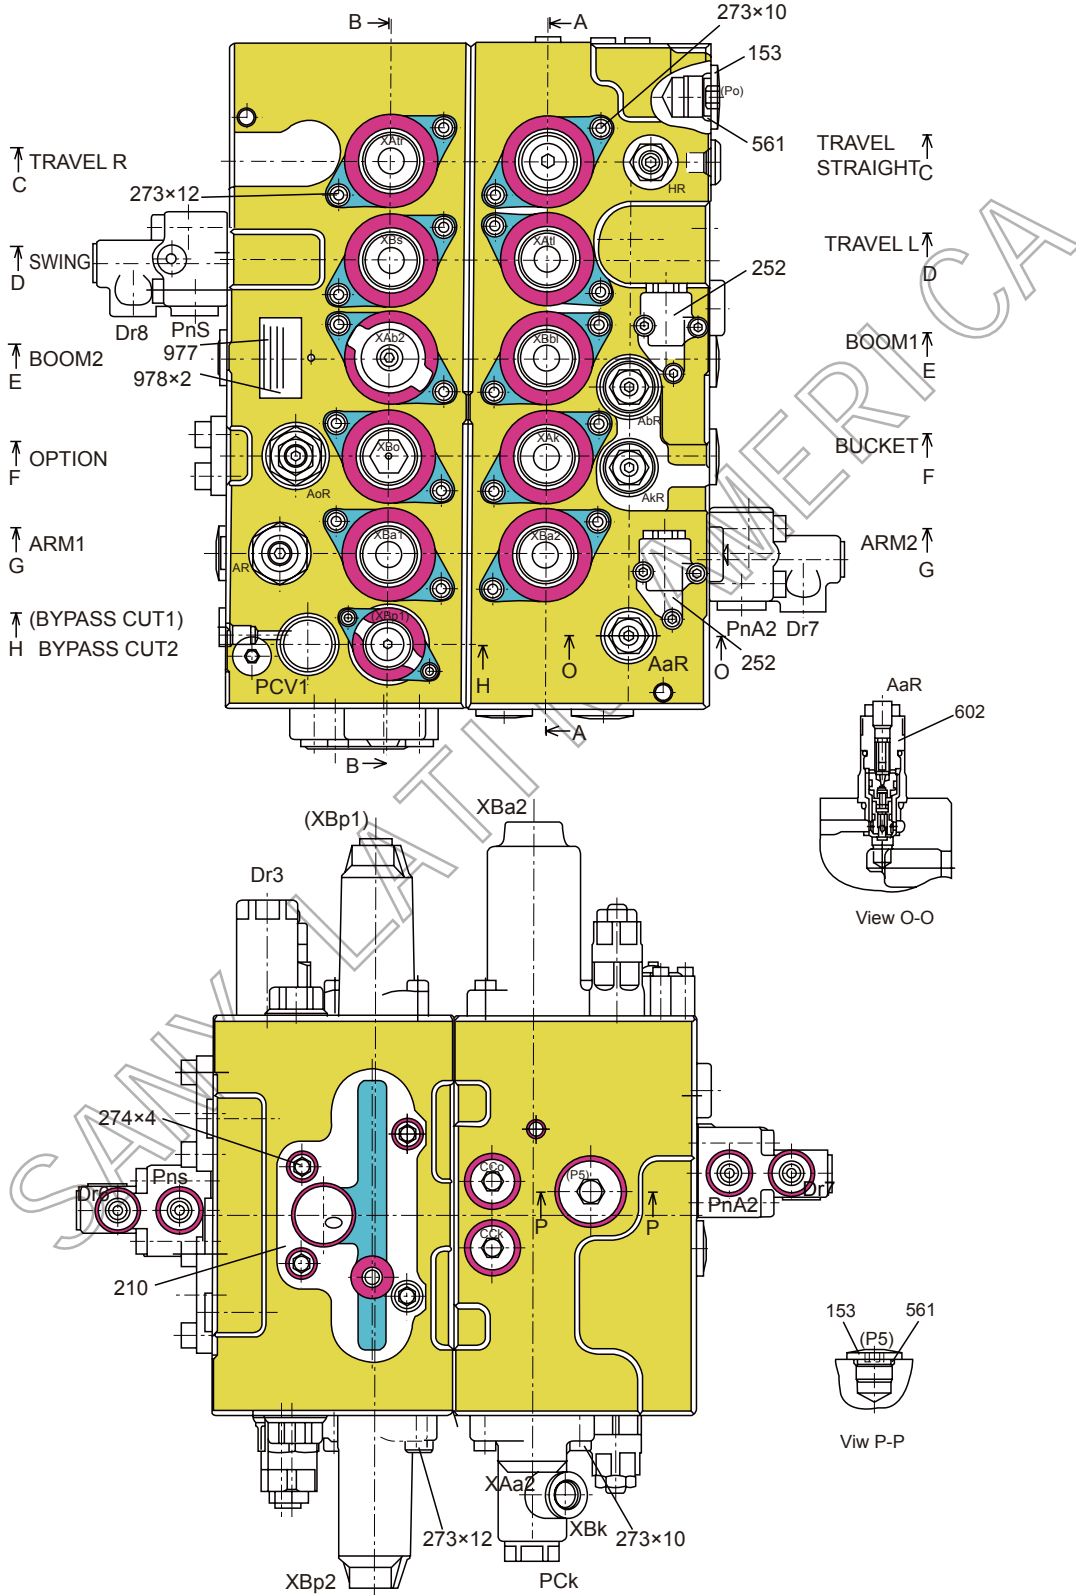 B
A
273×10
153
(Po)
561
TRAVEL R
C
273×12
XAtr
HR
TRAVEL
STRAIGHT
C
SWING
D
XBs
XAtl
TRAVEL L
D
252
Dr8
PnS
977
978×2
BOOM2
E
XAb2
XBbl
BOOM1
E
AbR
OPTION
F
AoR
XBo
XAk
AkR
BUCKET
F
ARM1
G
AR
XBa1
XBa2
ARM2
G
PnA2
Dr7
(BYPASS CUT1)
H
BYPASS CUT2
(XBp1)
PCV1
H
O
AaR
O
252
A
B
AaR
602
View O-O
(XBp1)
XBa2
Dr3
274×4
Pns
CCo
(P5)
PnA2
Dr7
P
P
CCk
210
153
561
(P5)
Viw P-P
XAa2
XBk
273×12
273×10
XBp2
PCk
SANY LATIN AMERICA